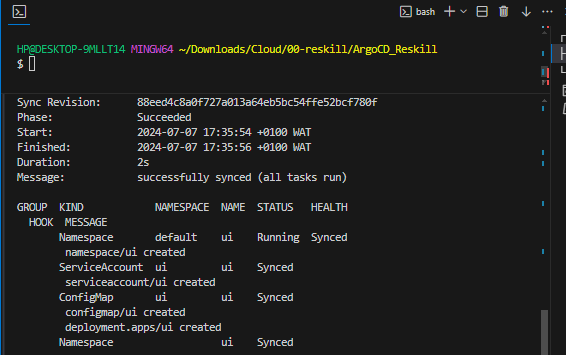 bash
HP@DESKTOP-9MLLT14 MINGW64 ~/Downloads/Cloud/00-reskill/ArgoCD_Reskill
$
Sync Revision:      88eed4c8a0f727a013a64eb5bc54ffe52bcf780f
Phase:              Succeeded
Start:              2024-07-07 17:35:54 +0100 WAT
Finished:           2024-07-07 17:35:56 +0100 WAT
Duration:           2s
Message:            successfully synced (all tasks run)
GROUP  KIND            NAMESPACE  NAME  STATUS   HEALTH
HOOK  MESSAGE
Namespace       default    ui    Running  Synced
namespace/ui created
ServiceAccount  ui         ui    Synced
serviceaccount/ui created
ConfigMap       ui         ui    Synced
configmap/ui created
deployment.apps/ui created
Namespace                  ui    Synced